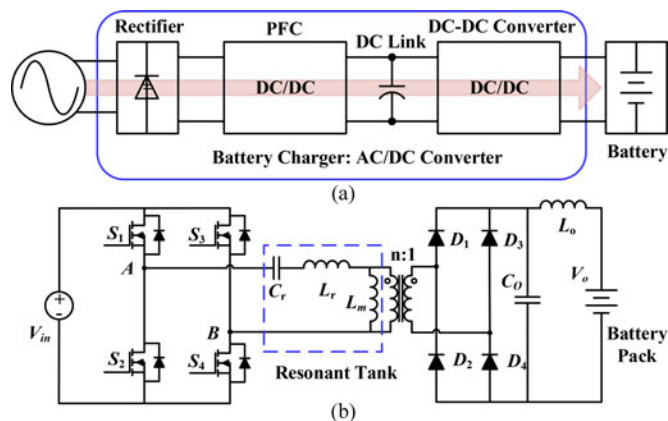 Rectifier
PFC
DC Link
DC-DC Converter
DC/DC
DC/DC
Battery Charger: AC/DC Converter
Battery
(a)
S1
S3
A
Cr
Lr
Lm
n:1
D1
D3
Lo
CO
Vo
Vin
+
-
B
S2
S4
Resonant Tank
D2
D4
Battery
Pack
(b)